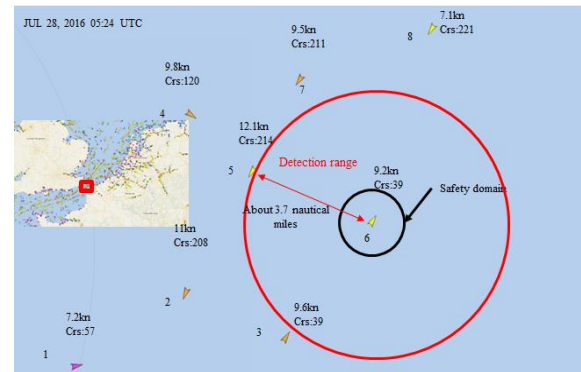 JUL 28, 2016 05:24 UTC
7.1kn
Crs:221
8
9.5kn
Crs:211
7
9.8kn
Crs:120
4
12.1kn
Crs:214
5
Detection range
9.2kn
Crs:39
Safety domain
About 3.7 nautical
miles
6
11kn
Crs:208
2
9.6kn
Crs:39
3
7.2kn
Crs:57
1